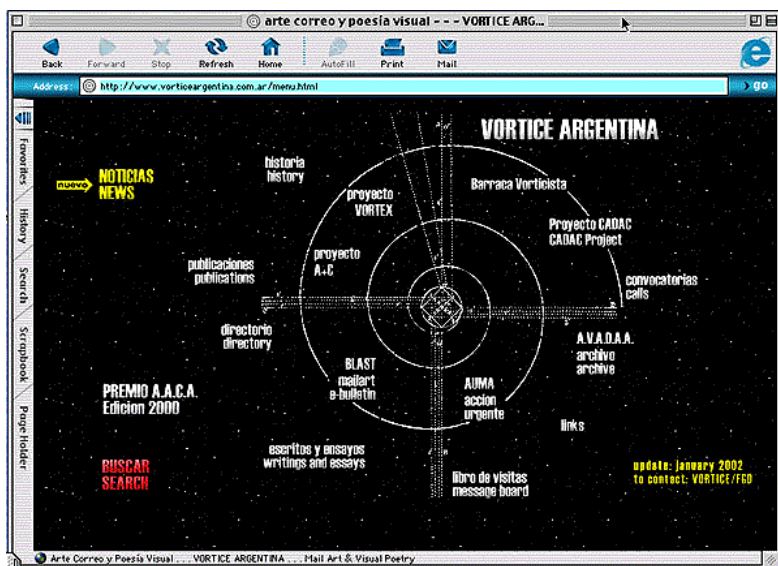 arte correo y poesía visual - - - VORTICE ARG...
Back
Forward
Stop
Refresh
Home
AutoFill
Print
Mail
Address:
http://www.vorticeargentina.com.ar/menu.html
go
Favorites
History
Search
Scrapbook
Page Holder
VORTICE ARGENTINA
nuevo
NOTICIAS
NEWS
historia
history
proyecto
VORTEX
Barraca Vorticista
Proyecto CADAC
CADAC Project
proyecto
A+C
publicaciones
publications
convocatorias
calls
directorio
directory
A.V.A.D.A.A.
archivo
archive
BLAST
mailart
e-bulletin
AUMA
accion
urgente
PREMIO A.A.C.A.
Edicion 2000
links
escritos y ensayos
writings and essays
BUSCAR
SEARCH
libro de visitas
message board
update: january 2002
to contact: VORTICE/FGD
Arte Correo y Poesía Visual . . . VORTICE ARGENTINA . . . Mail Art & Visual Poetry